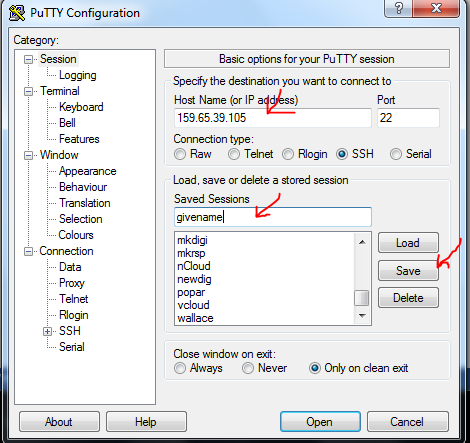 PuTTY Configuration
?
X
Category:
Session
Logging
Terminal
Keyboard
Bell
Features
Window
Appearance
Behaviour
Translation
Selection
Colours
Connection
Data
Proxy
Telnet
Rlogin
SSH
Serial
Basic options for your PuTTY session
Specify the destination you want to connect to
Host Name (or IP address) Port
159.65.39.105 22
Connection type:
Raw Telnet Rlogin SSH Serial
Load, save or delete a stored session
Saved Sessions
givename
mkdigi
mkrsp
nCloud
newdig
popar
vcloud
wallace
Load
Save
Delete
Close window on exit:
Always Never Only on clean exit
About Help Open Cancel